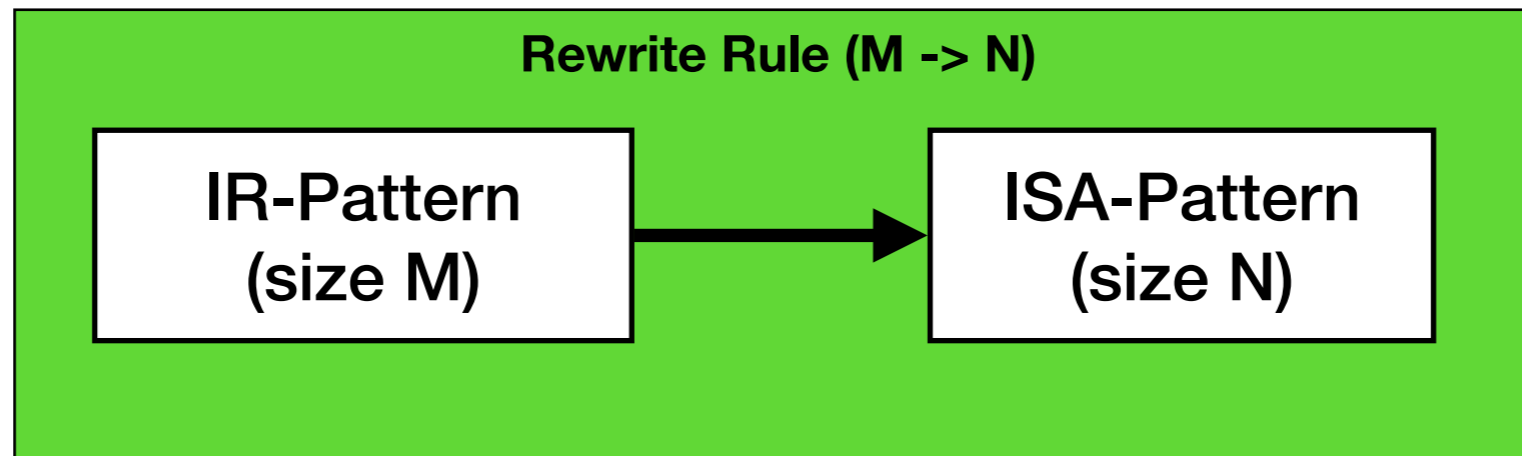 Rewrite Rule (M -> N)
IR-Pattern
(size M)
ISA-Pattern
(size N)